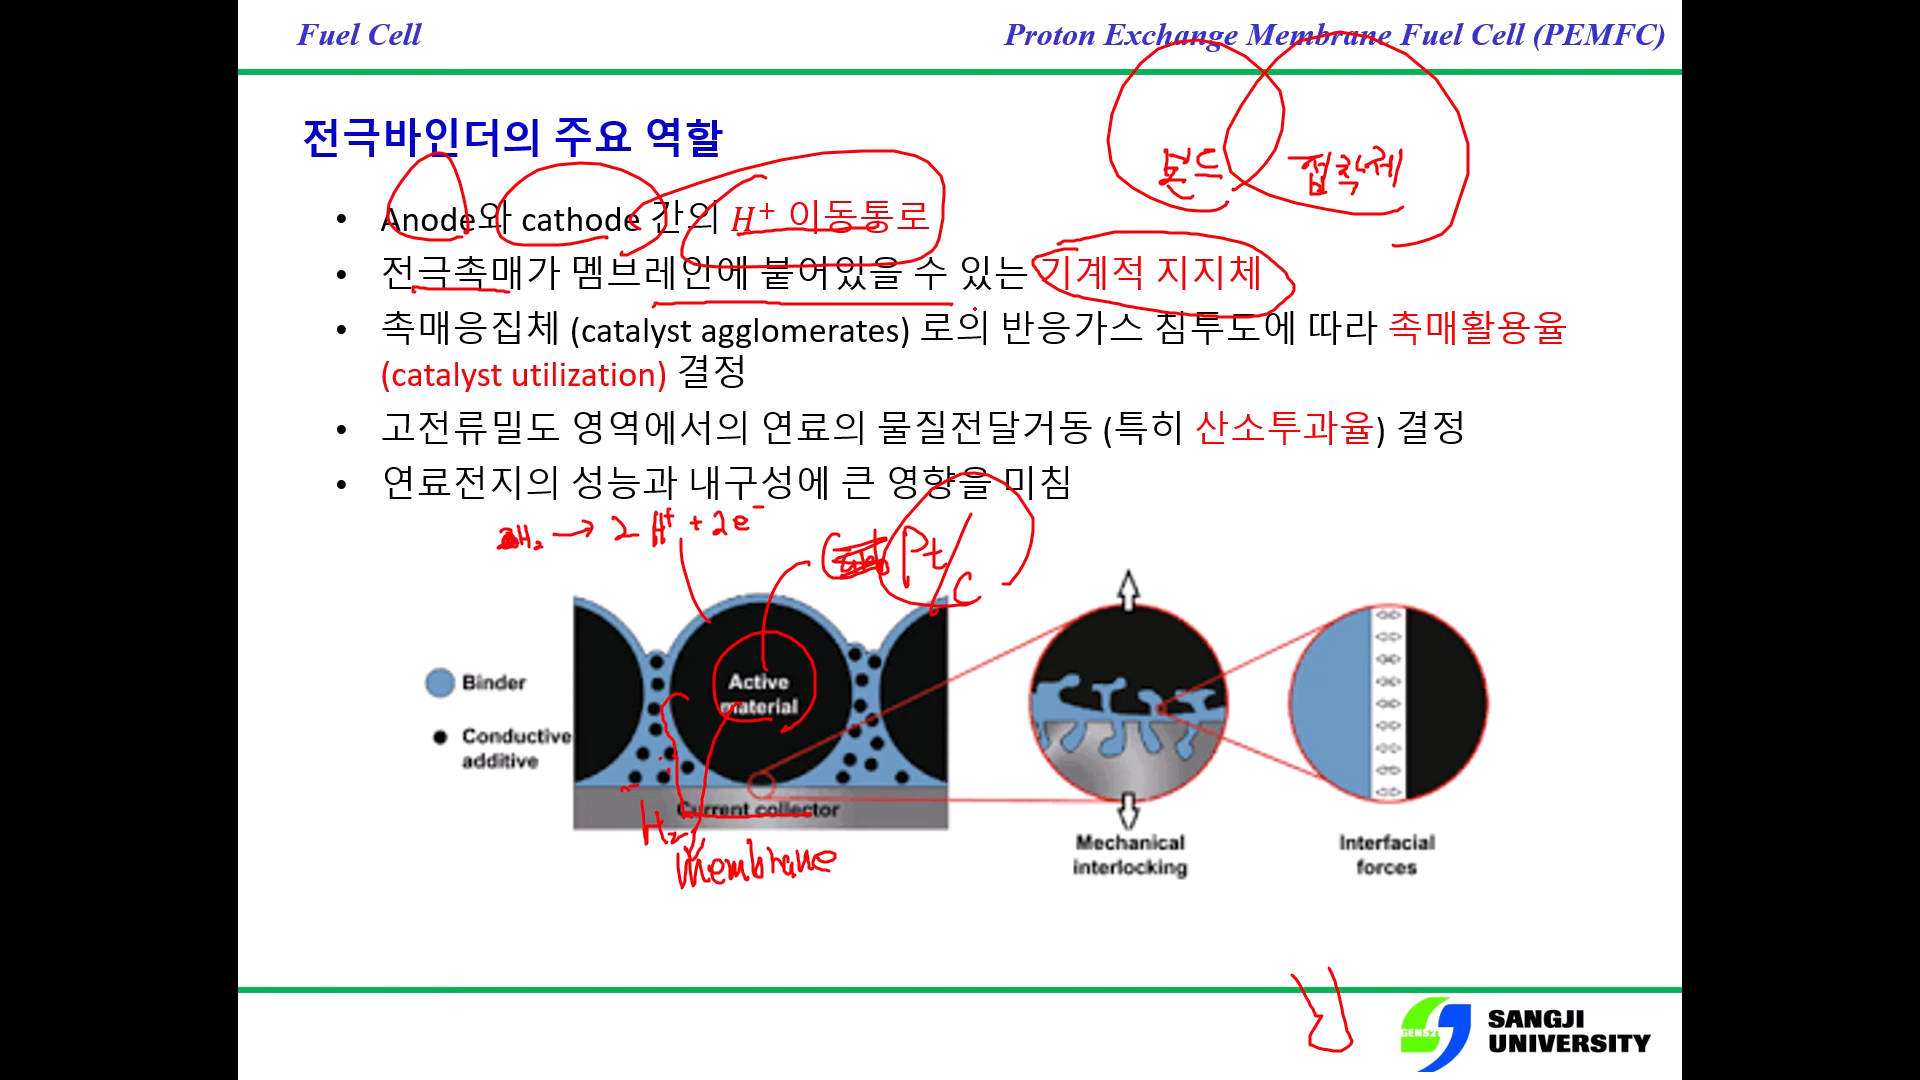 Fuel Cell
Proton Exchange Membrane Fuel Cell (PEMFC)
전극바인더의 주요 역할
본드 접착제
• Anode와 cathode 간의 H⁺ 이동통로
• 전극촉매가 멤브레인에 붙어있을 수 있는 기계적 지지체
• 촉매응집체 (catalyst agglomerates) 로의 반응가스 침투도에 따라 촉매활용율
(catalyst utilization) 결정
• 고전류밀도 영역에서의 연료의 물질전달거동 (특히 산소투과율) 결정
• 연료전지의 성능과 내구성에 큰 영향을 미침
H₂ → 2H⁺ + 2e⁻
Pt/C
Binder
Conductive
additive
Active
material
Current collector
H₂
Membrane
Mechanical
interlocking
Interfacial
forces
GENS21
SANGJI
UNIVERSITY